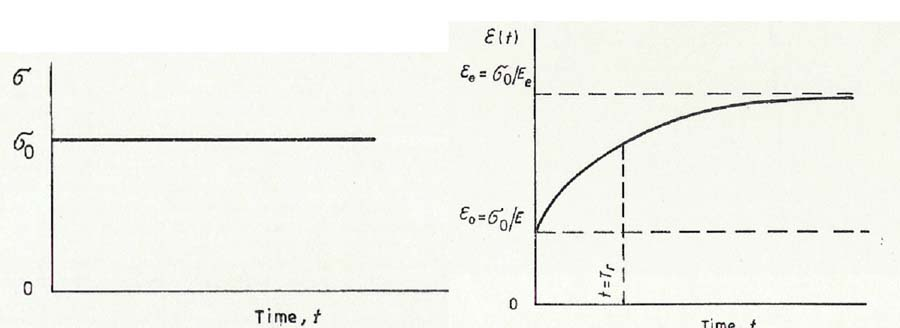 σ
σ₀
0
Time, t
ε(t)
εₑ = σ₀/Eₑ
ε₀ = σ₀/E
t = Tᵣ
0
Time, t